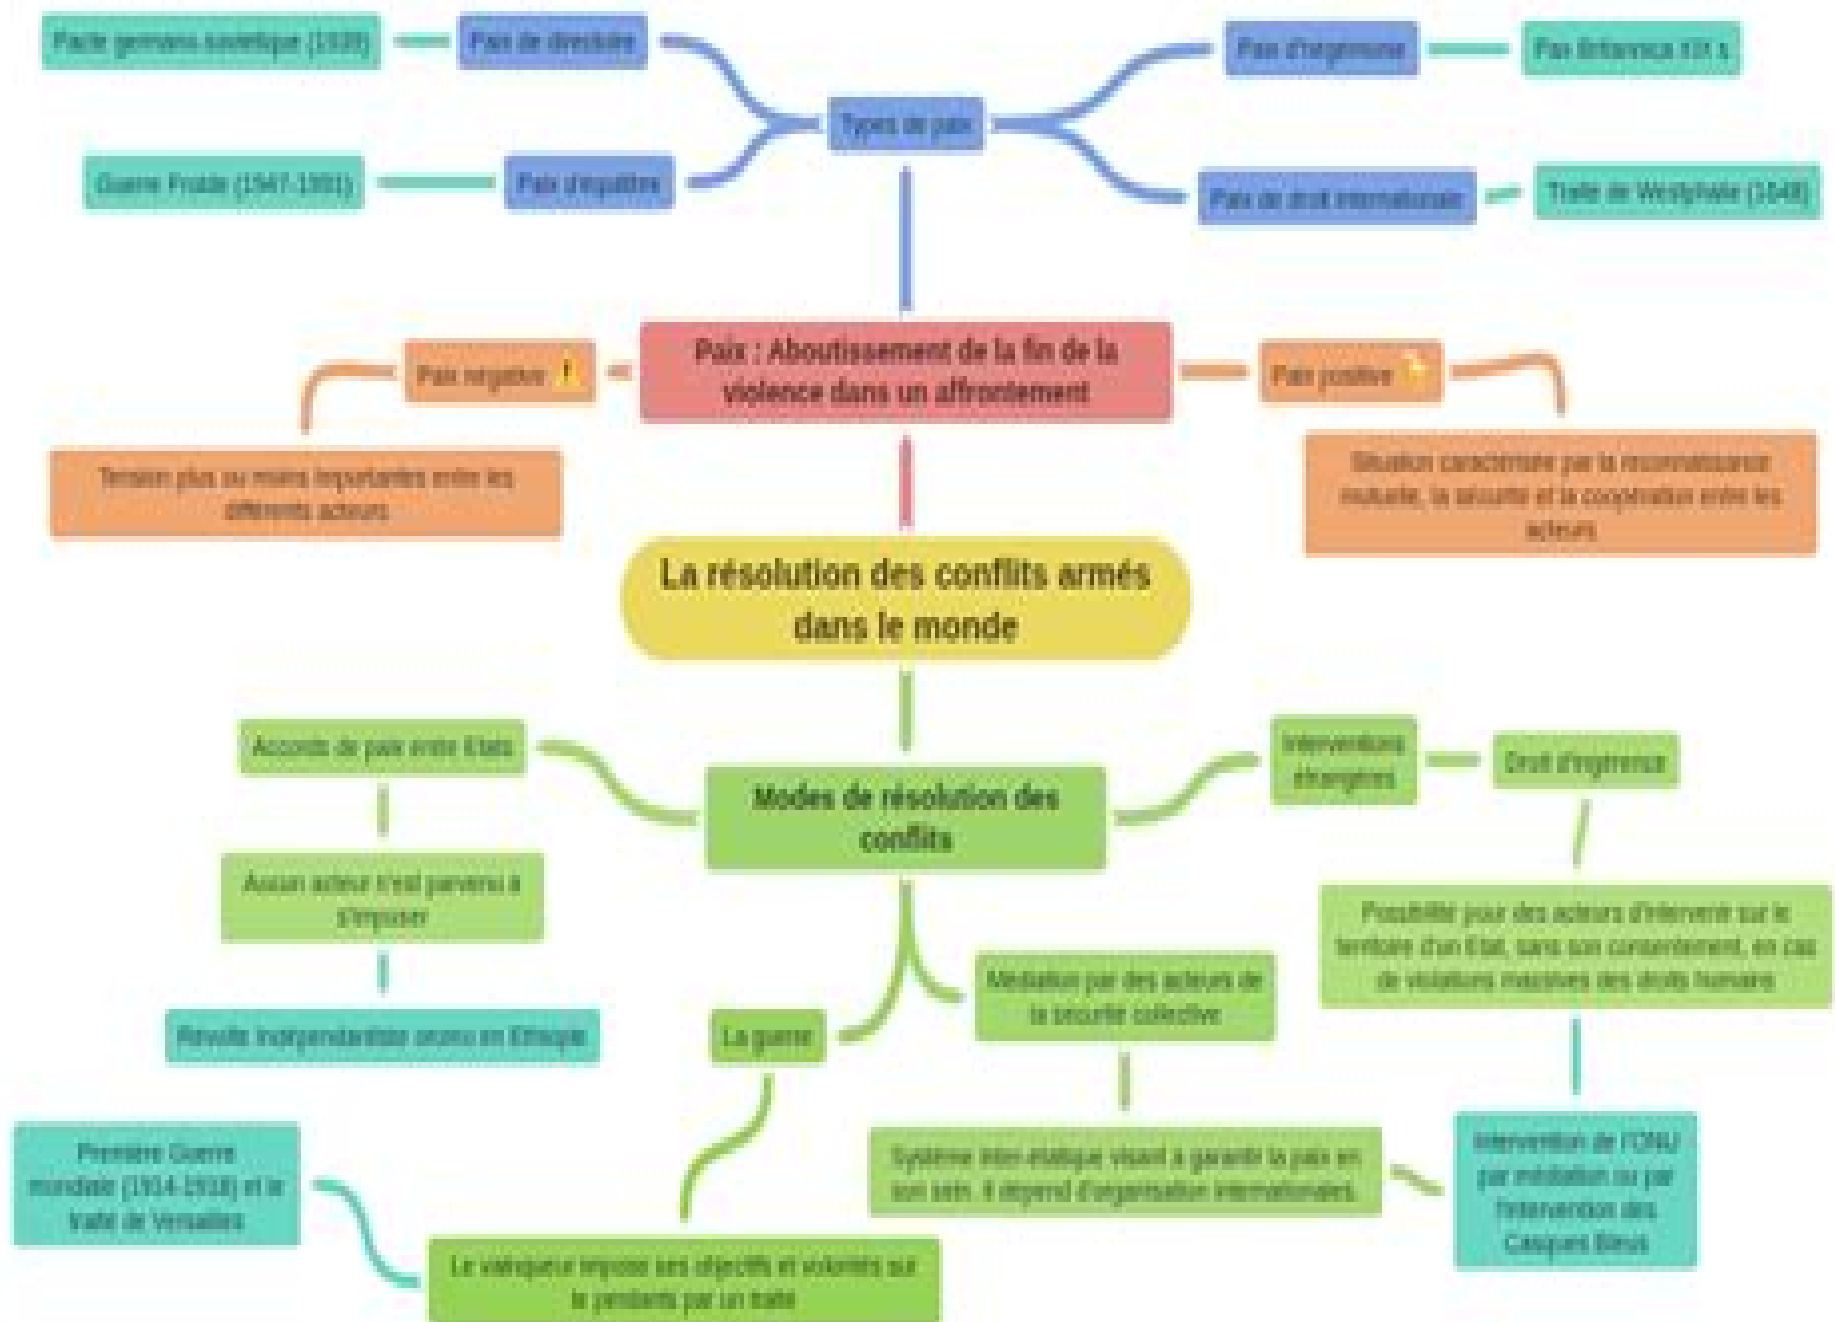 Pacte germano-soviétique (1939)
Paix de directoire
Paix d'hégémonie
Pax Britannica XIX s
Types de paix
Guerre Froide (1947-1991)
Paix d'équilibre
Paix de droit internationale
Traité de Westphalie (1648)
Paix négative
Paix : Aboutissement de la fin de la
violence dans un affrontement
Paix positive
Tension plus ou moins importantes entre les
différents acteurs
Situation caractérisée par la reconnaissance
mutuelle, la sécurité et la coopération entre les
acteurs
La résolution des conflits armés
dans le monde
Accords de paix entre Etats
Modes de résolution des
conflits
Interventions
étrangères
Droit d'ingérence
Aucun acteur n'est parvenu à
s'imposer
Possibilité pour des acteurs d'intervenir sur le
territoire d'un Etat, sans son consentement, en cas
de violations massives des droits humains
Révolte indépendantiste oromo en Ethiopie
La guerre
Médiation par des acteurs de
la sécurité collective
Première Guerre
mondiale (1914-1918) et le
traité de Versailles
Système inter-étatique visant à garantir la paix en
son sein. Il dépend d'organisation internationales.
Intervention de l'ONU
par médiation ou par
l'intervention des
Casques Bleus
Le vainqueur impose ses objectifs et volontés sur
le perdants par un traité